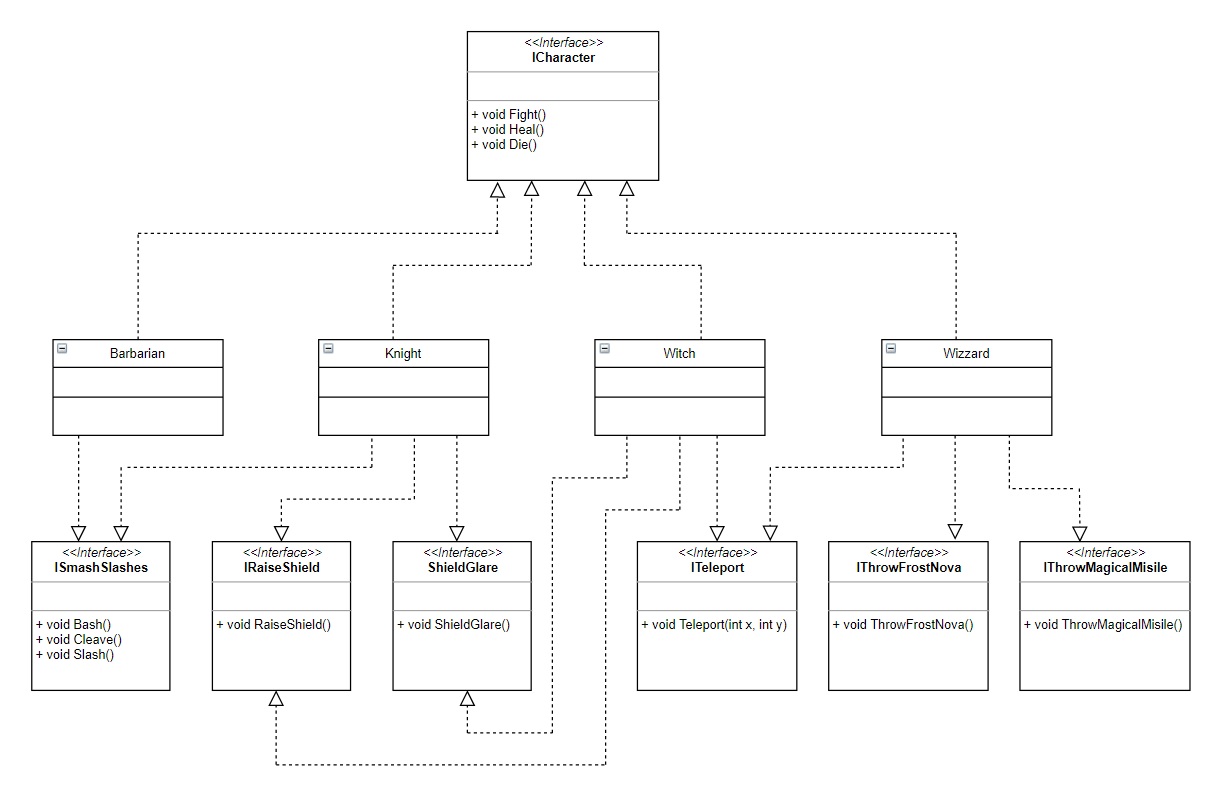 <<Interface>>
ICharacter
+ void Fight()
+ void Heal()
+ void Die()
Barbarian
Knight
Witch
Wizzard
<<Interface>>
ISmashSlashes
+ void Bash()
+ void Cleave()
+ void Slash()
<<Interface>>
IRaiseShield
+ void RaiseShield()
<<Interface>>
ShieldGlare
+ void ShieldGlare()
<<Interface>>
ITeleport
+ void Teleport(int x, int y)
<<Interface>>
IThrowFrostNova
+ void ThrowFrostNova()
<<Interface>>
IThrowMagicalMisile
+ void ThrowMagicalMisile()